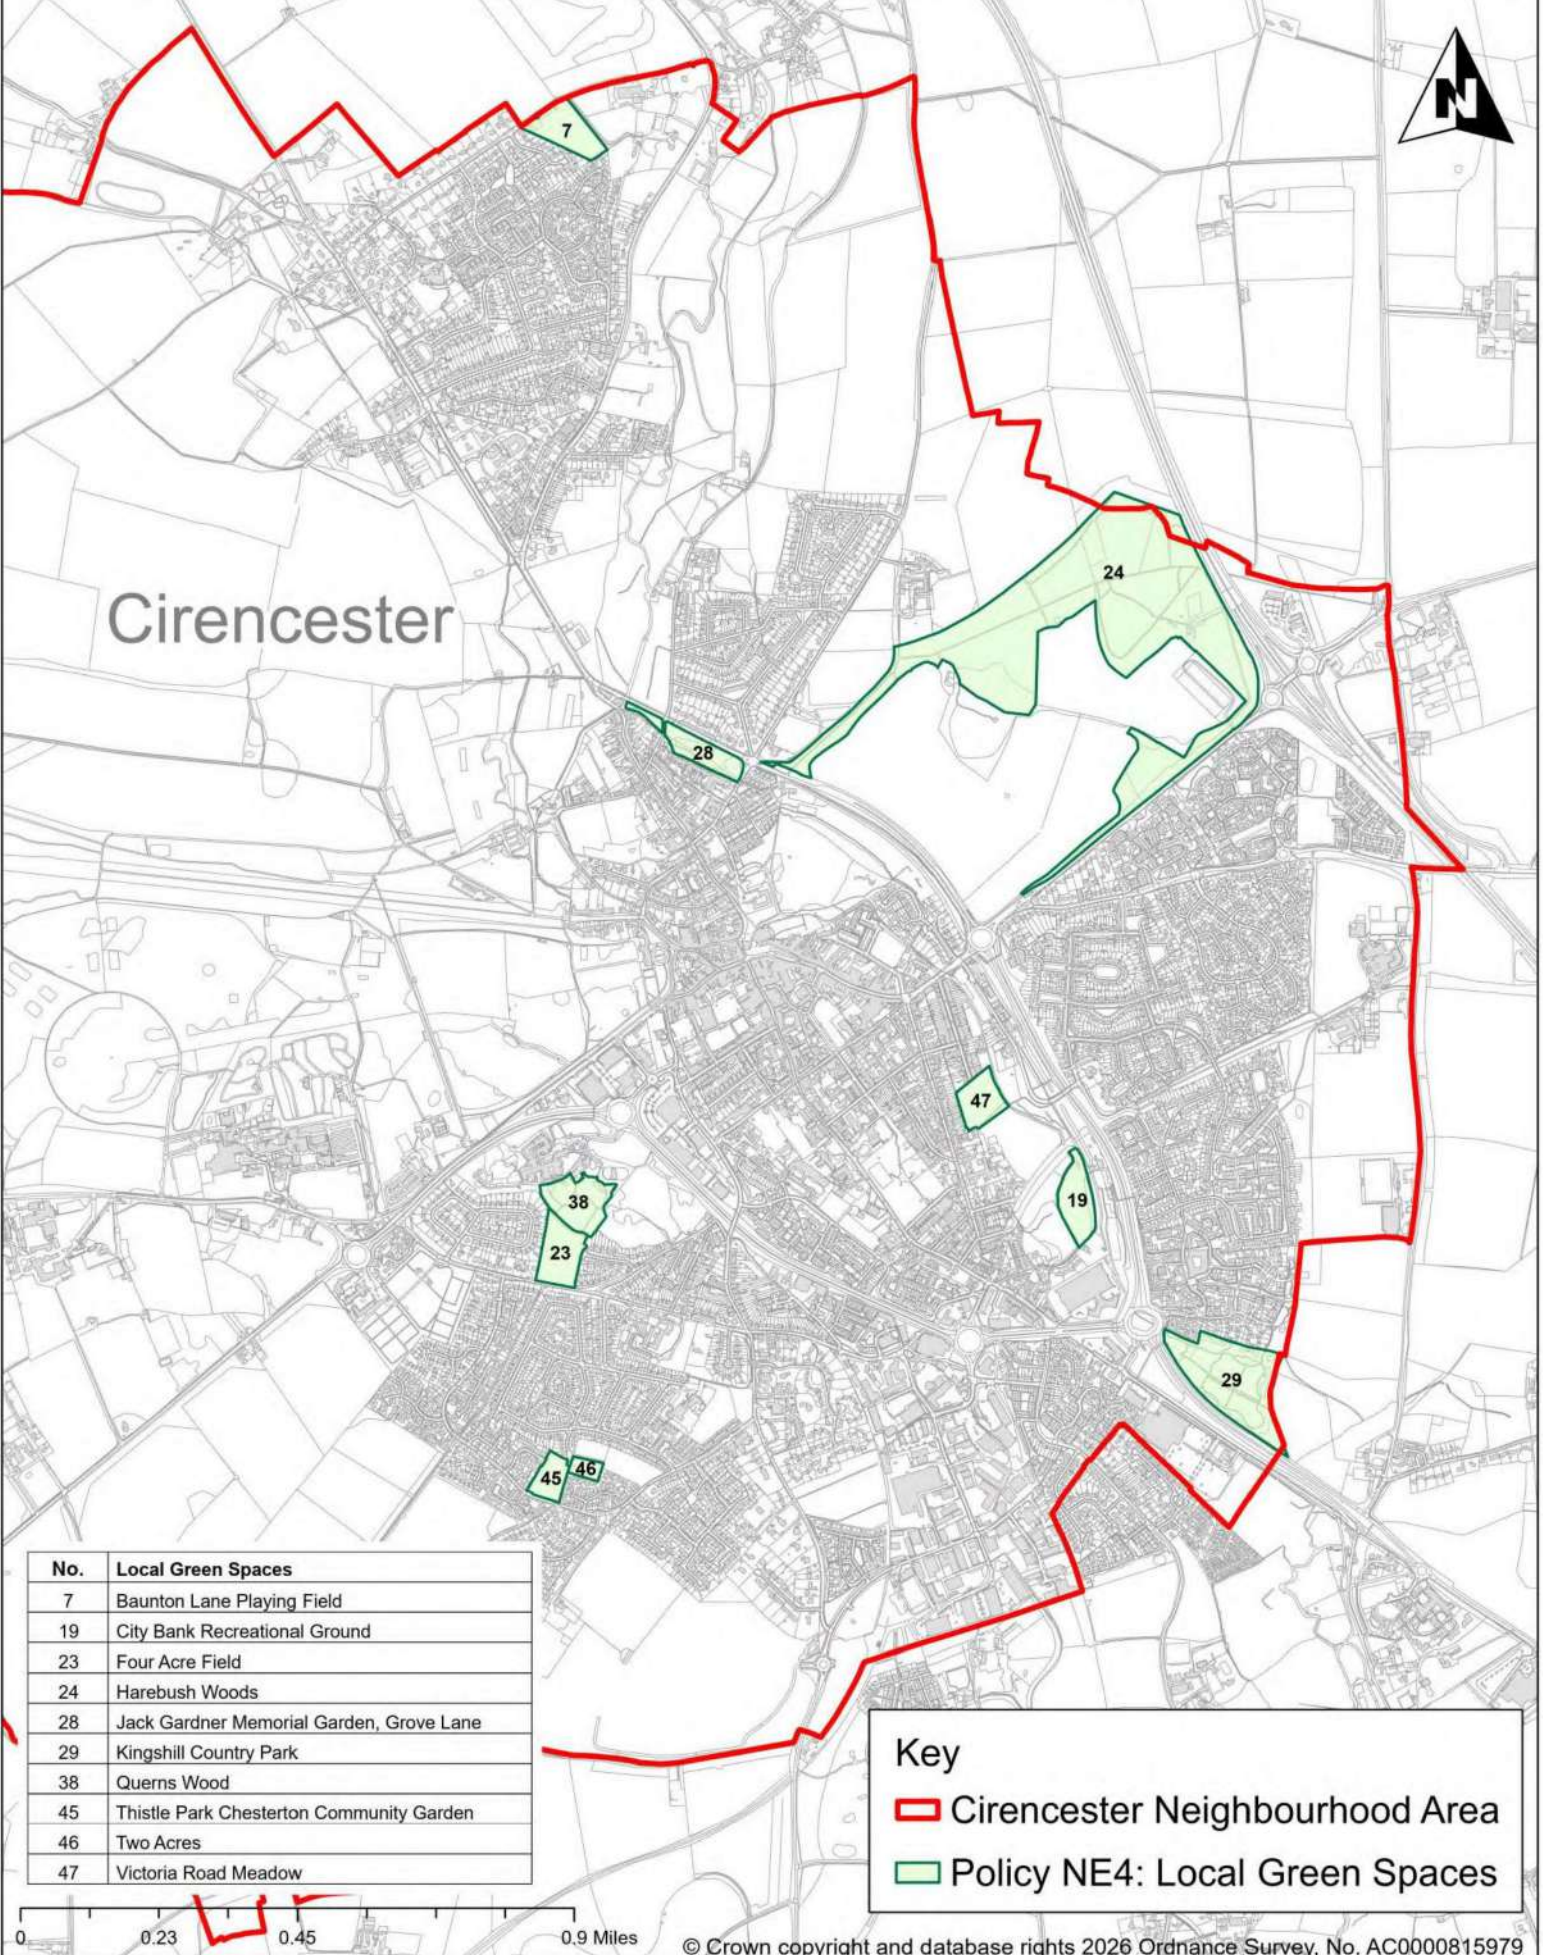 N
7
24
Cirencester
28
47
38
19
23
29
45
46
No. Local Green Spaces
7 Baunton Lane Playing Field
19 City Bank Recreational Ground
23 Four Acre Field
24 Harebush Woods
28 Jack Gardner Memorial Garden, Grove Lane
29 Kingshill Country Park
38 Querns Wood
45 Thistle Park Chesterton Community Garden
46 Two Acres
47 Victoria Road Meadow
Key
Cirencester Neighbourhood Area
Policy NE4: Local Green Spaces
0 0.23 0.45 0.9 Miles
© Crown copyright and database rights 2026 Ordnance Survey. No. AC0000815979